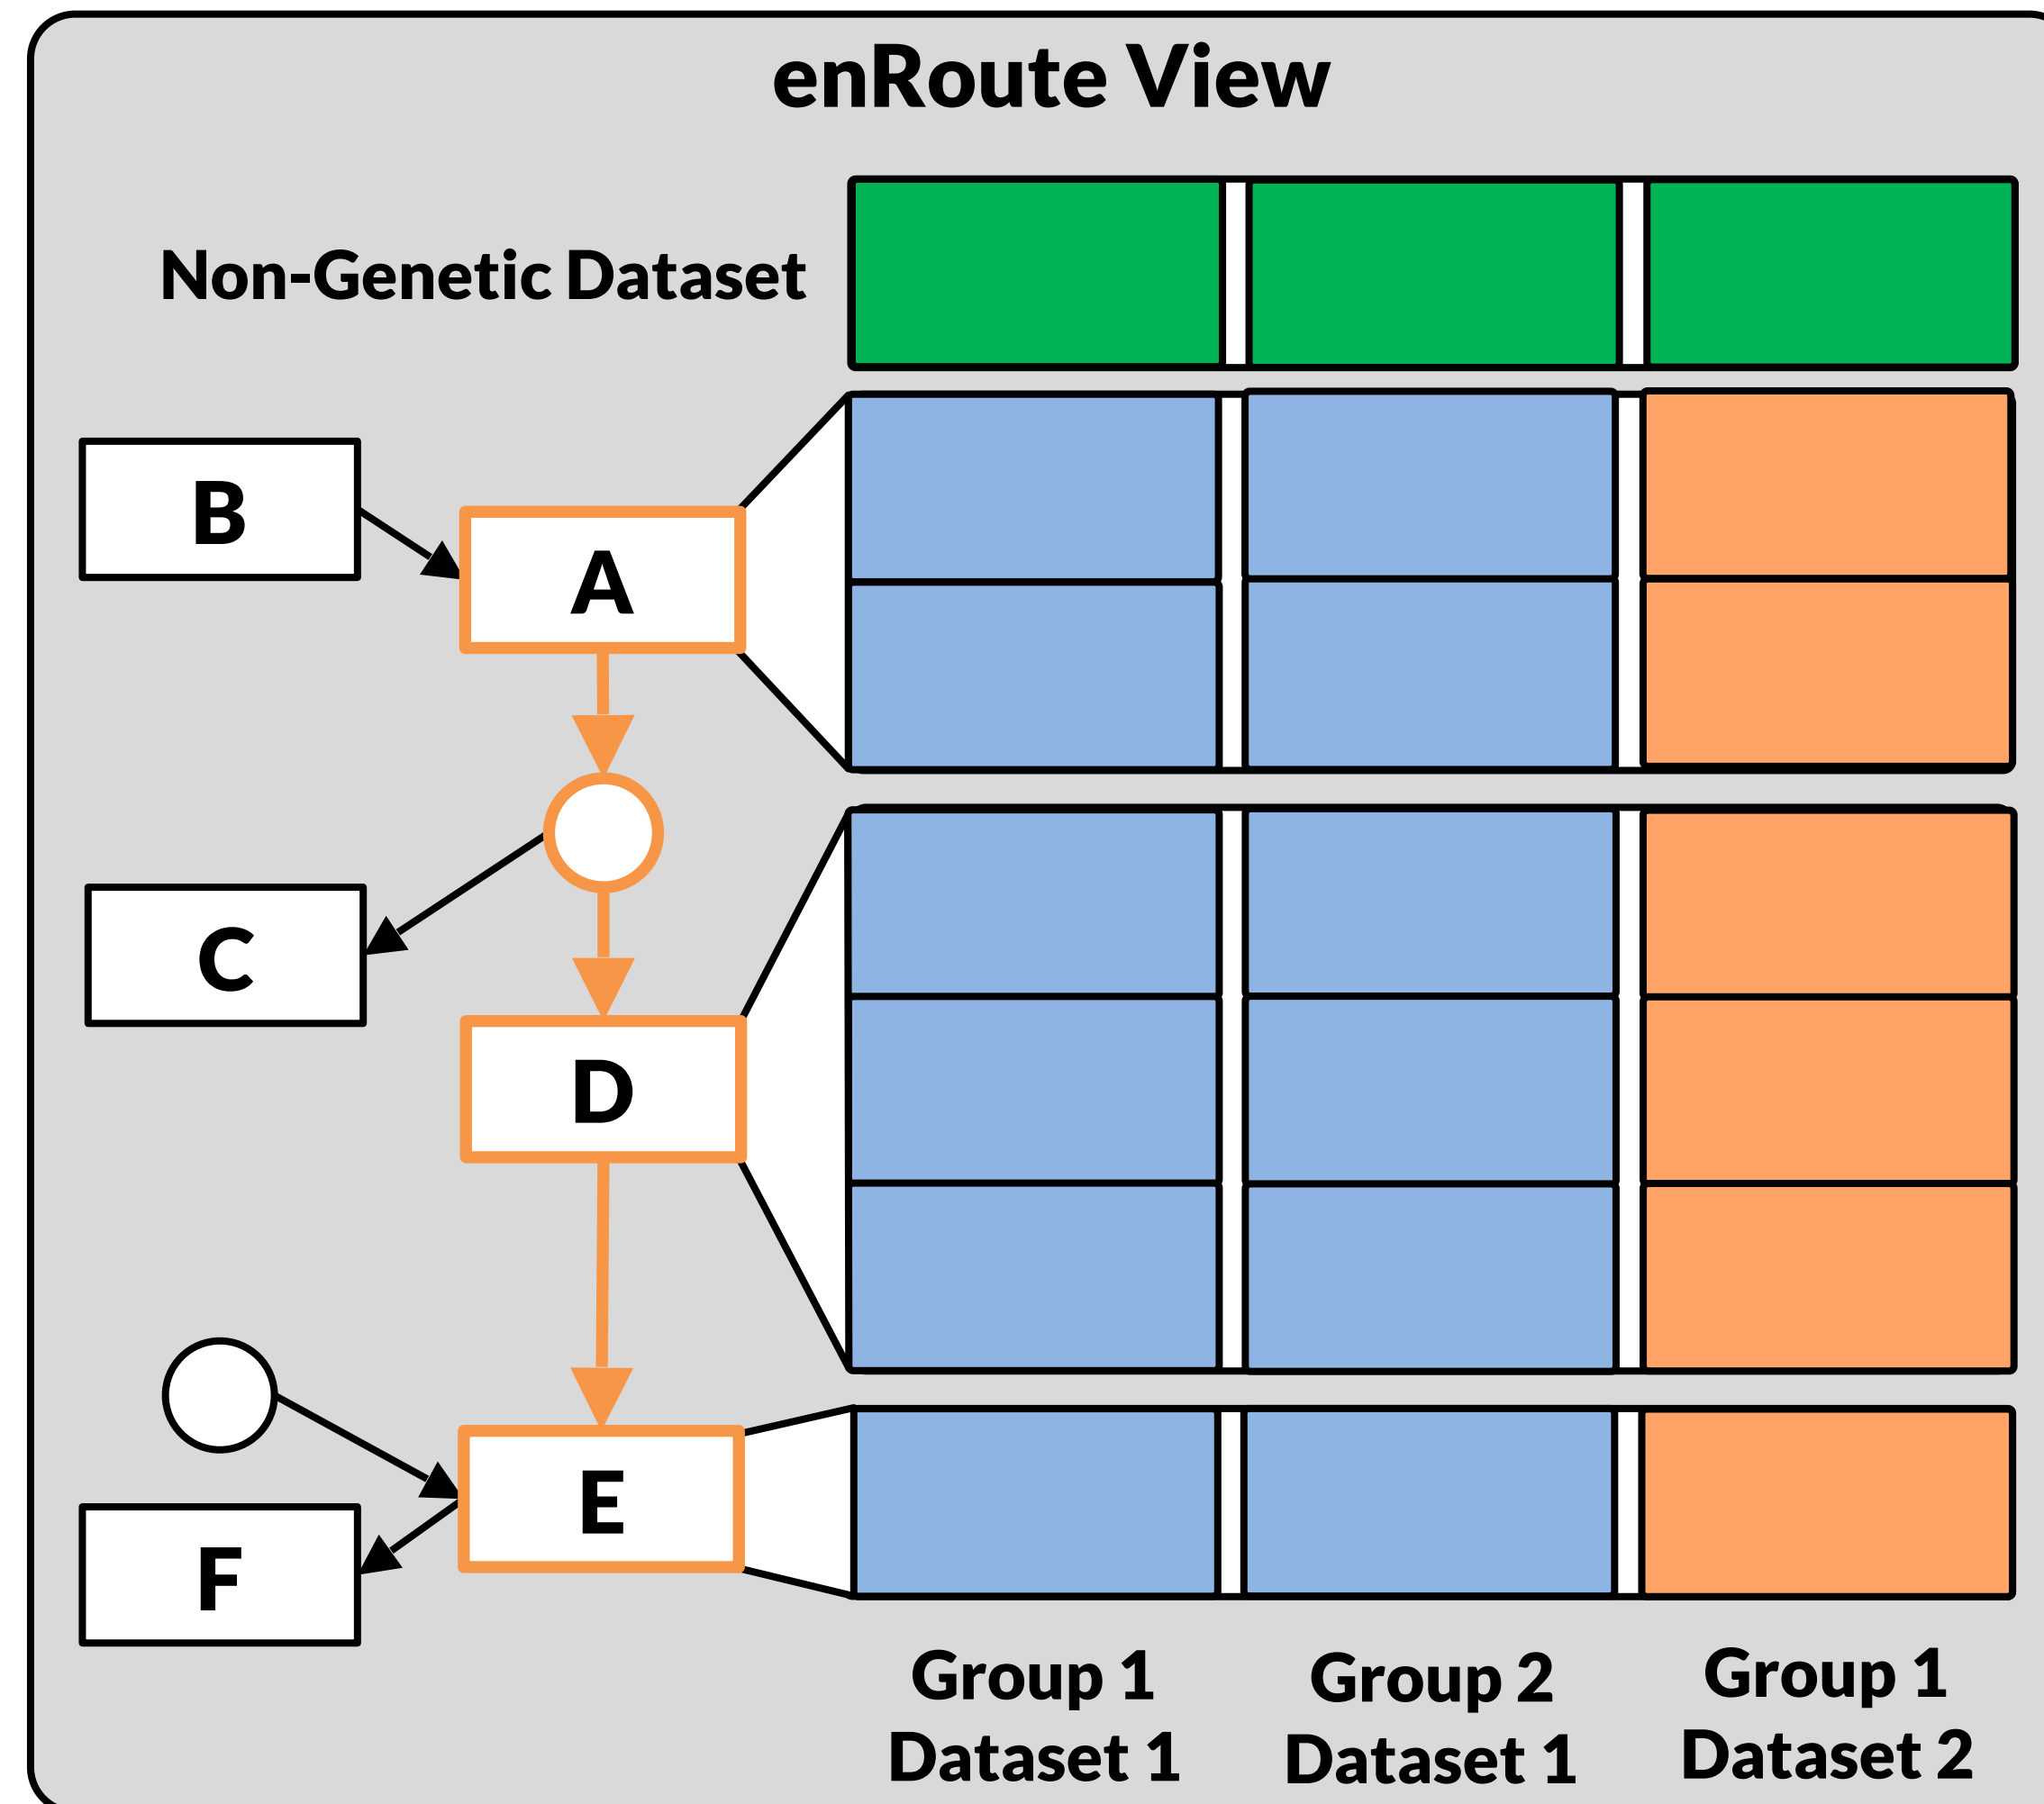 enRoute View
Non-Genetic Dataset
B
A
C
D
E
F
Group 1
Dataset 1
Group 2
Dataset 1
Group 1
Dataset 2